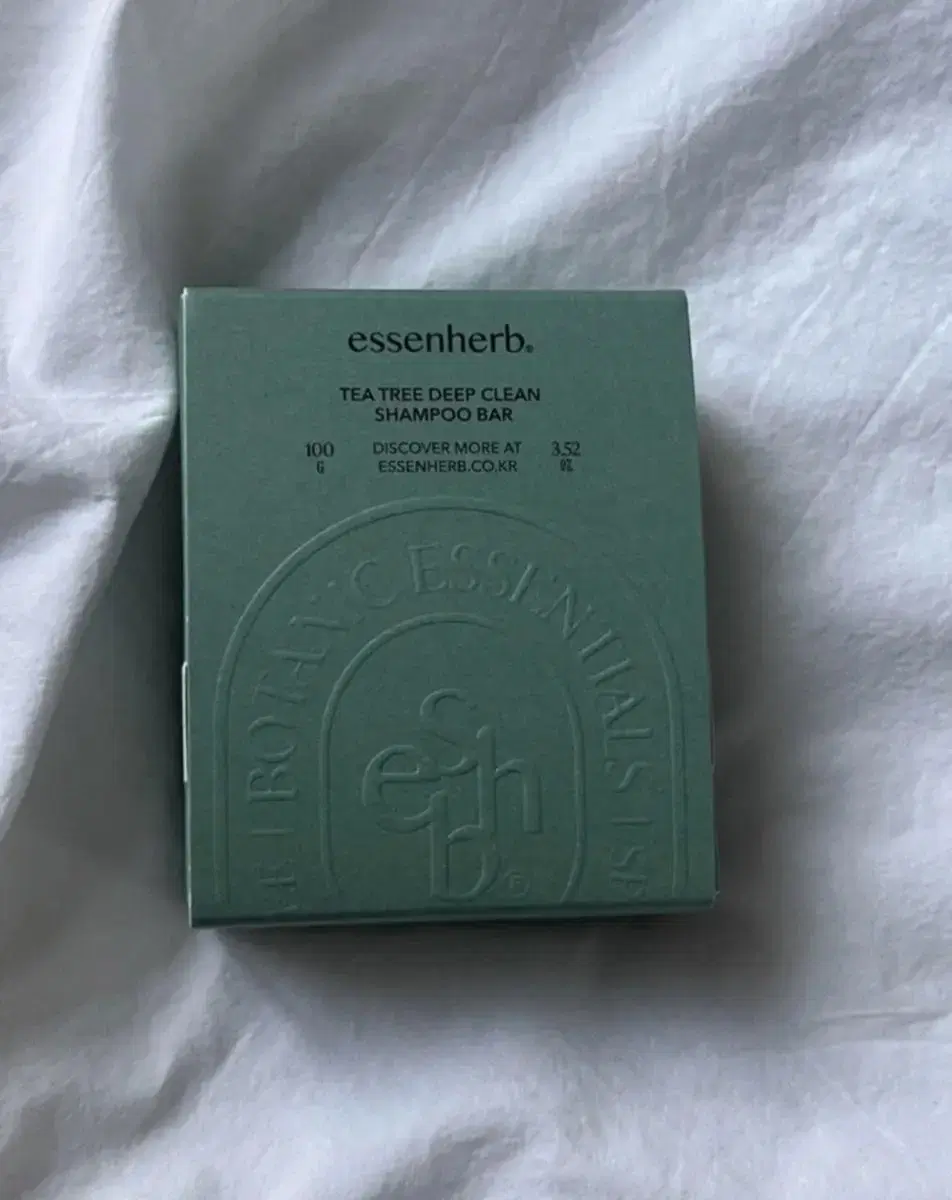 essenherb®
TEA TREE DEEP CLEAN
SHAMPOO BAR
100
G
DISCOVER MORE AT
ESSENHERB.CO.KR
3.52
OZ.
BOTANIC ESSENTIALS
es
h
b®